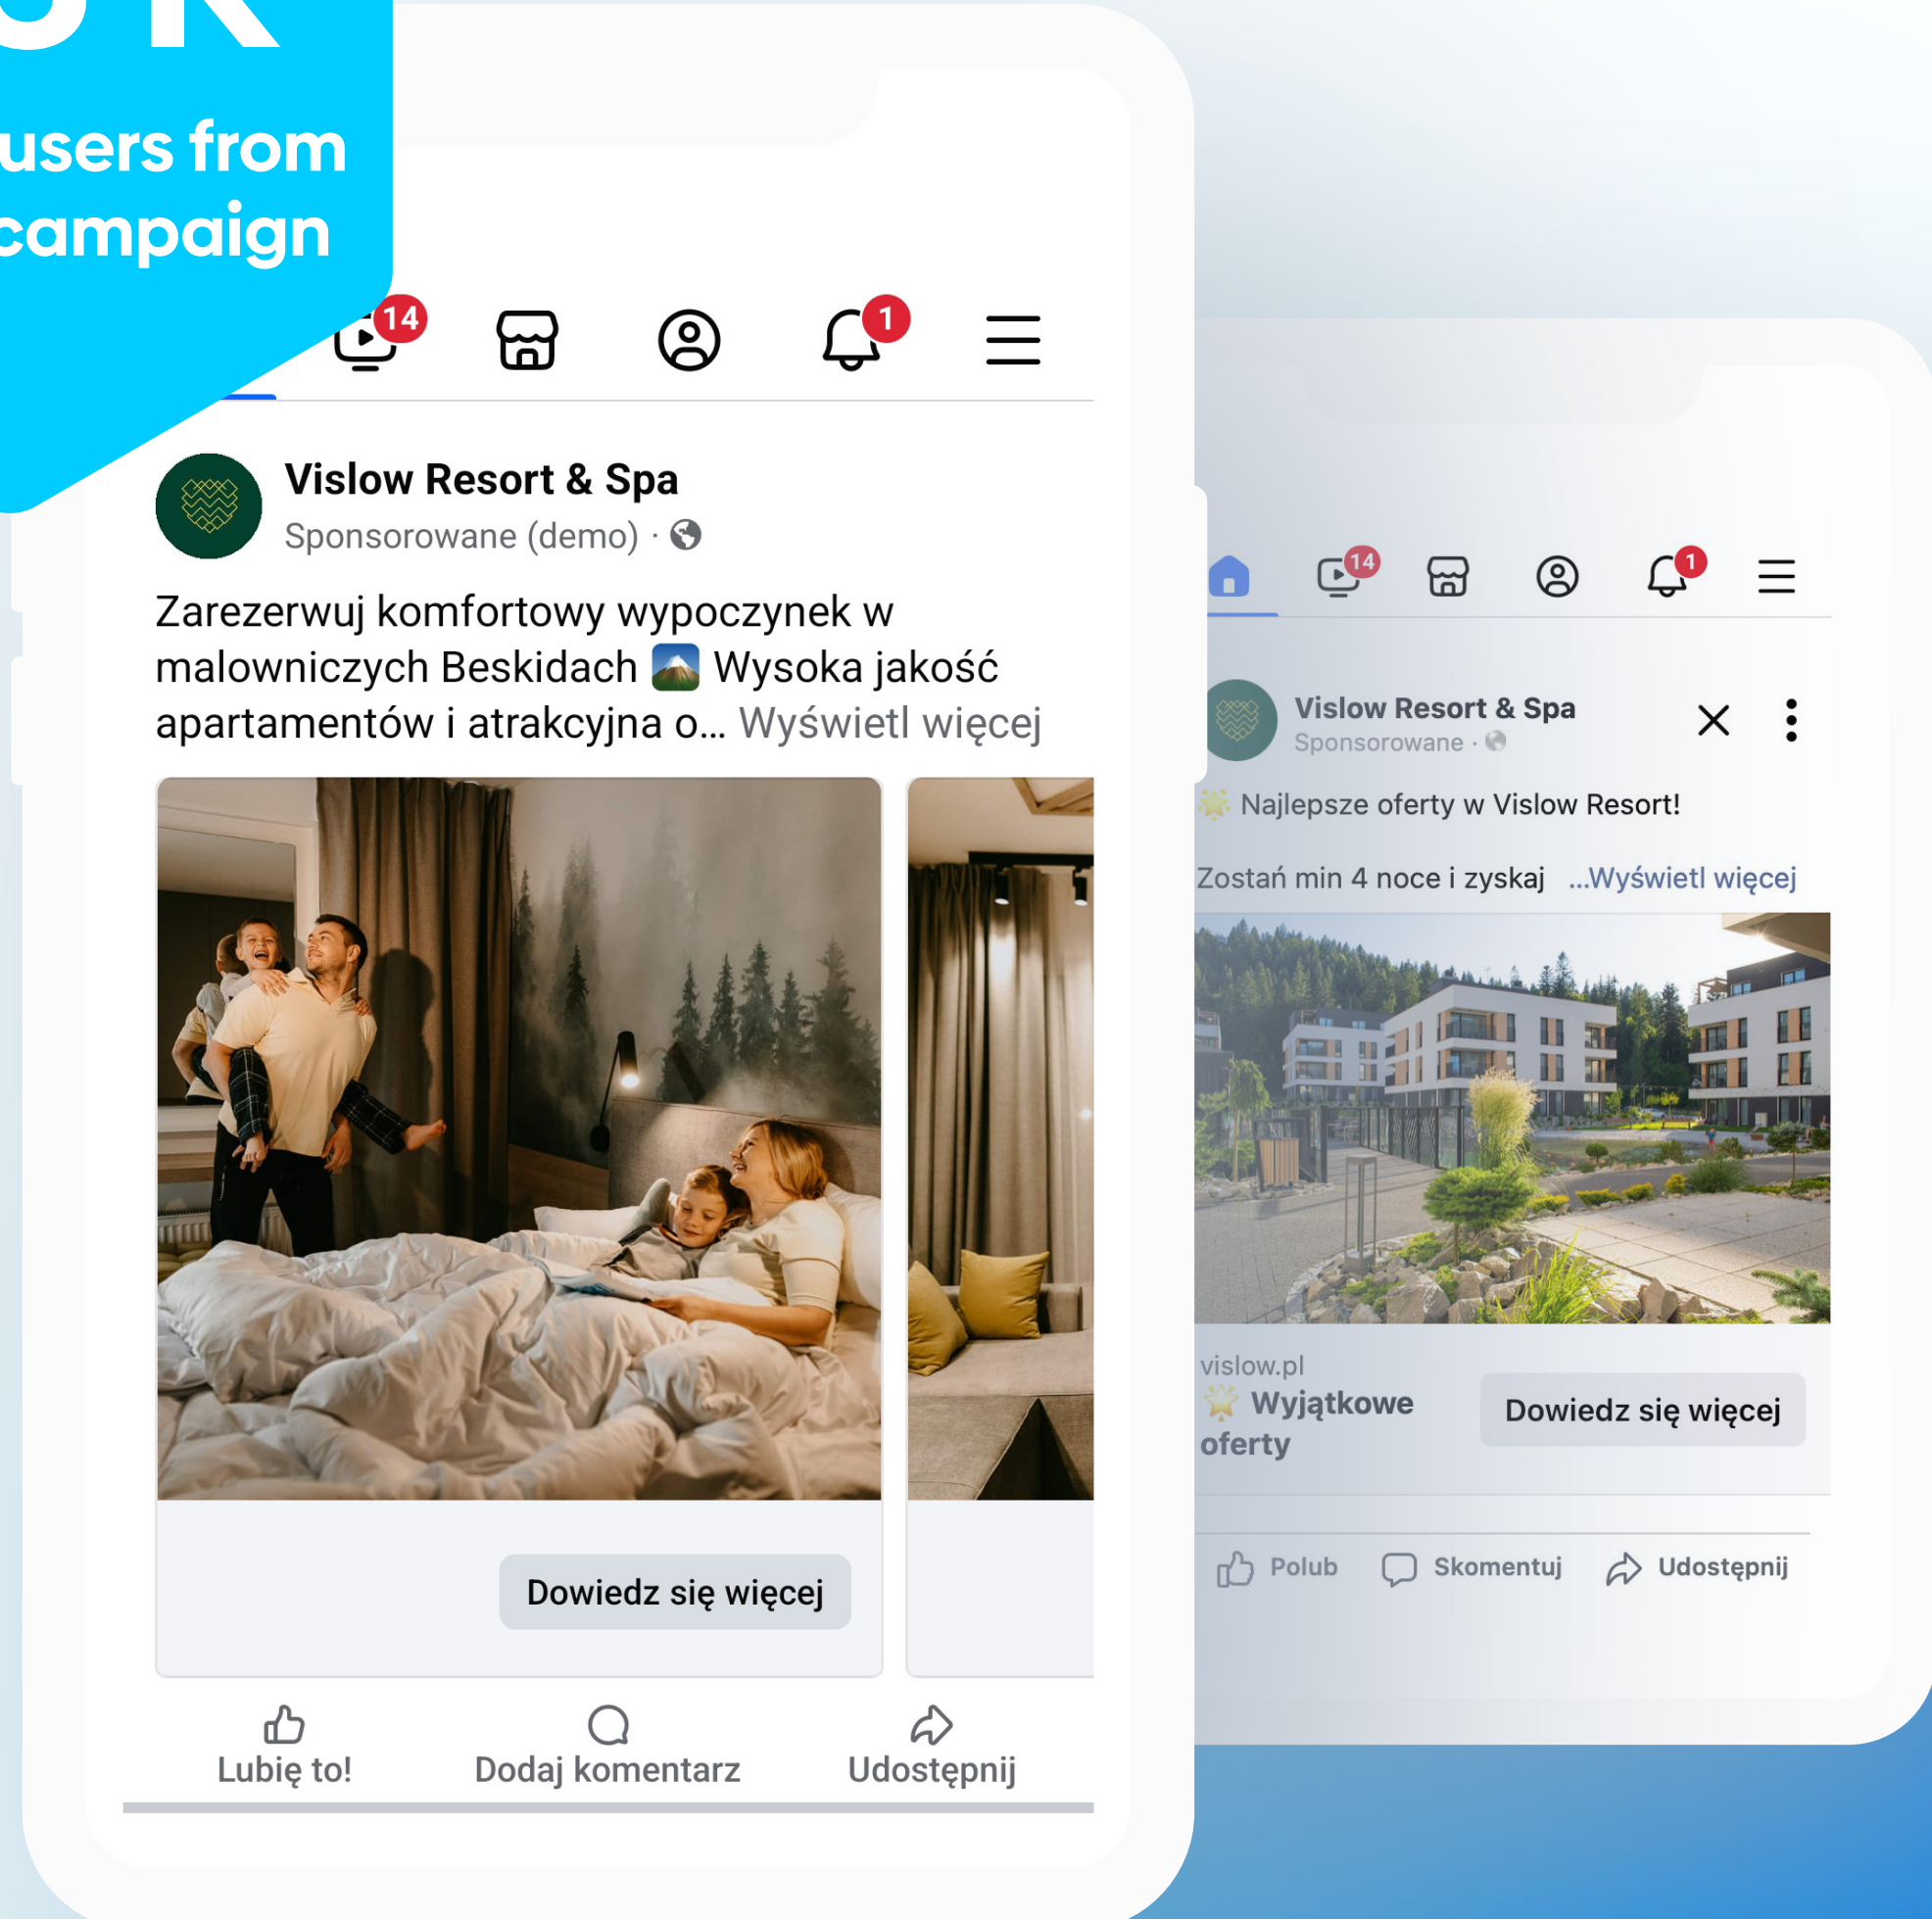 K
users from
campaign
14
1
Vislow Resort & Spa
Sponsorowane (demo) ·
Zarezerwuj komfortowy wypoczynek w
malowniczych Beskidach Wysoka jakość
apartamentów i atrakcyjna o... Wyświetl więcej
Dowiedz się więcej
Lubię to!
Dodaj komentarz
Udostępnij
14
1
Vislow Resort & Spa
Sponsorowane ·
Najlepsze oferty w Vislow Resort!
Zostań min 4 noce i zyskaj ...Wyświetl więcej
vislow.pl
Wyjątkowe
oferty
Dowiedz się więcej
Polub
Skomentuj
Udostępnij